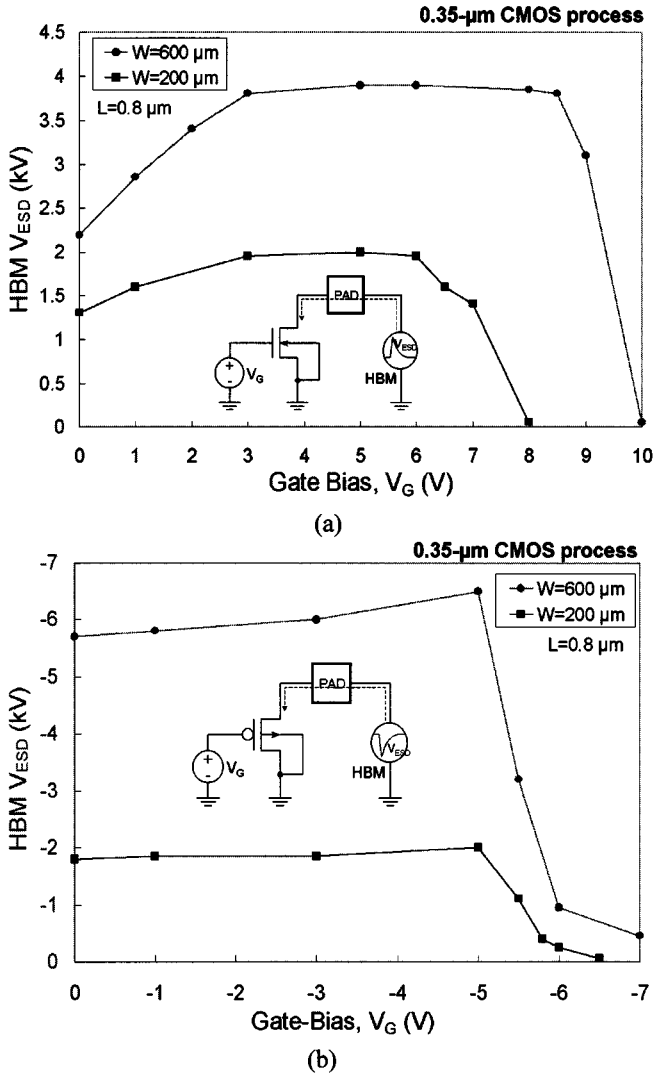 0.35-µm CMOS process
4.5
4
3.5
3
2.5
2
1.5
1
0.5
0
HBM VESD (kV)
W=600 µm
W=200 µm
L=0.8 µm
PAD
VESD
HBM
+
-
VG
0 1 2 3 4 5 6 7 8 9 10
Gate Bias, VG (V)
(a)
0.35-µm CMOS process
-7
-6
-5
-4
-3
-2
-1
0
HBM VESD (kV)
W=600 µm
W=200 µm
L=0.8 µm
PAD
VESD
HBM
+
-
VG
0 -1 -2 -3 -4 -5 -6 -7
Gate-Bias, VG (V)
(b)